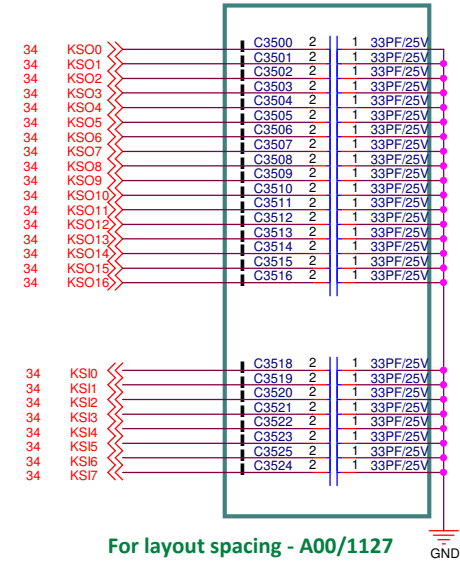 34 KSO0 C3500 2 1 33PF/25V
34 KSO1 C3501 2 1 33PF/25V
34 KSO2 C3502 2 1 33PF/25V
34 KSO3 C3503 2 1 33PF/25V
34 KSO4 C3504 2 1 33PF/25V
34 KSO5 C3505 2 1 33PF/25V
34 KSO6 C3506 2 1 33PF/25V
34 KSO7 C3507 2 1 33PF/25V
34 KSO8 C3508 2 1 33PF/25V
34 KSO9 C3509 2 1 33PF/25V
34 KSO10 C3510 2 1 33PF/25V
34 KSO11 C3511 2 1 33PF/25V
34 KSO12 C3512 2 1 33PF/25V
34 KSO13 C3513 2 1 33PF/25V
34 KSO14 C3514 2 1 33PF/25V
34 KSO15 C3515 2 1 33PF/25V
34 KSO16 C3516 2 1 33PF/25V
34 KSI0 C3518 2 1 33PF/25V
34 KSI1 C3519 2 1 33PF/25V
34 KSI2 C3520 2 1 33PF/25V
34 KSI3 C3521 2 1 33PF/25V
34 KSI4 C3522 2 1 33PF/25V
34 KSI5 C3523 2 1 33PF/25V
34 KSI6 C3525 2 1 33PF/25V
34 KSI7 C3524 2 1 33PF/25V
For layout spacing - A00/1127
GND